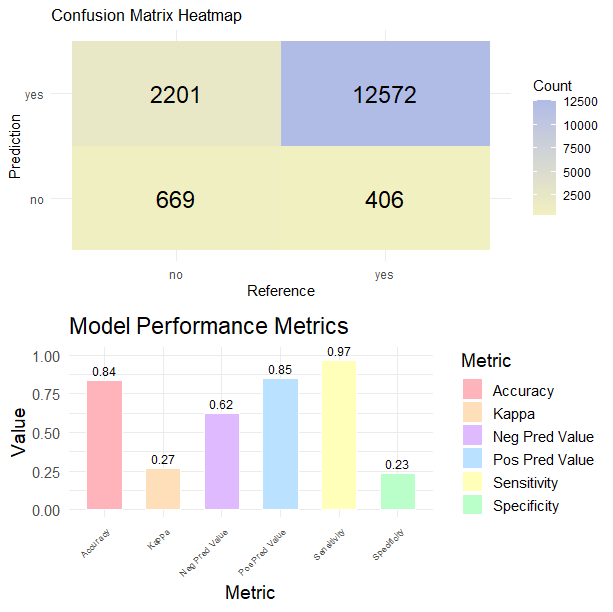 Confusion Matrix Heatmap
Prediction
yes
no
2201
12572
669
406
no
yes
Reference
Count
12500
10000
7500
5000
2500
Model Performance Metrics
Value
1.00
0.75
0.50
0.25
0.00
0.84
0.27
0.62
0.85
0.97
0.23
Accuracy
Kappa
Neg Pred Value
Pos Pred Value
Sensitivity
Specificity
Metric
Metric
Accuracy
Kappa
Neg Pred Value
Pos Pred Value
Sensitivity
Specificity